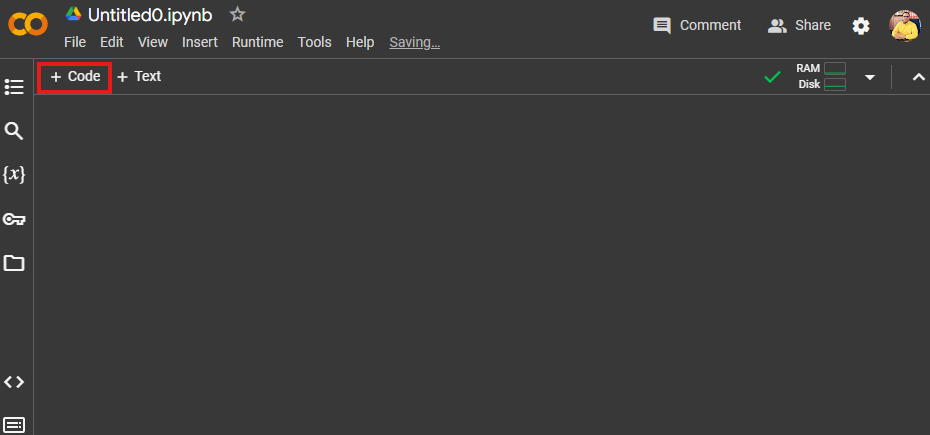 Untitled0.ipynb
File Edit View Insert Runtime Tools Help Saving...
Comment Share
+ Code + Text
RAM
Disk
{x}